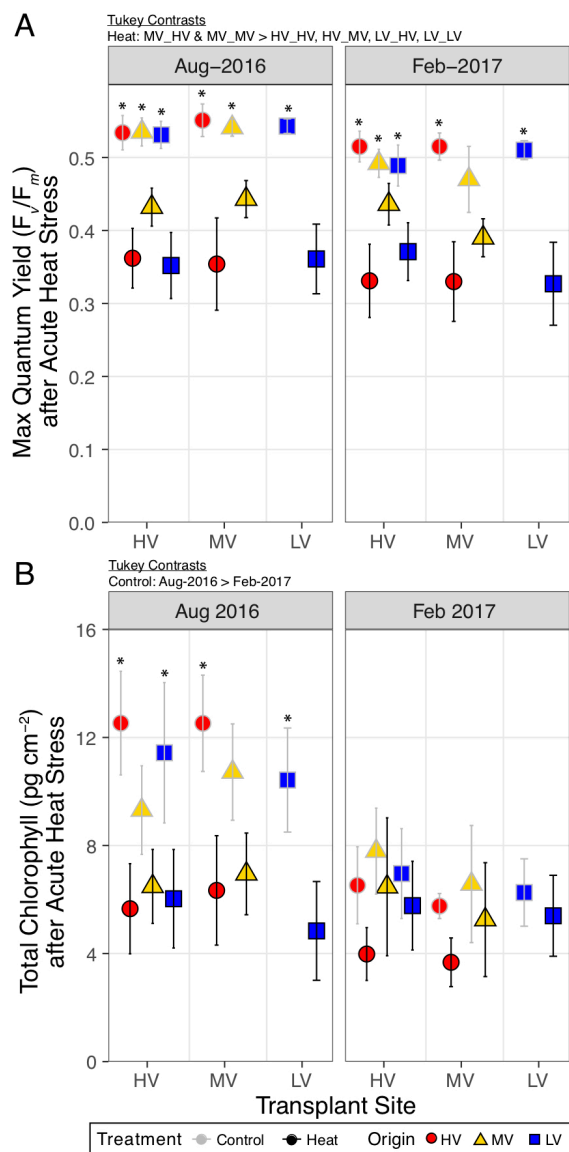 A
Tukey Contrasts
Heat: MV_HV & MV_MV > HV_HV, HV_MV, LV_HV, LV_LV
Aug−2016
Feb−2017
* * * * * *
* * * * *
0.5
0.4
0.3
0.2
0.1
0.0
Max Quantum Yield (Fv/Fm)
after Acute Heat Stress
HV MV LV
HV MV LV
B
Tukey Contrasts
Control: Aug-2016 > Feb-2017
Aug 2016
Feb 2017
* * * *
16
12
8
4
0
Total Chlorophyll (pg cm−2)
after Acute Heat Stress
HV MV LV
HV MV LV
Transplant Site
Treatment Control Heat Origin HV MV LV